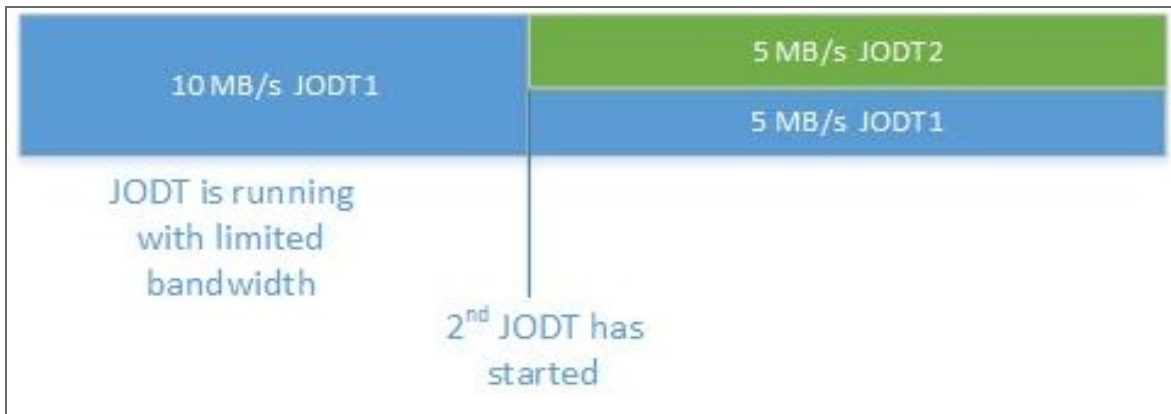 10 MB/s JODT1
5 MB/s JODT2
5 MB/s JODT1
JODT is running
with limited
bandwidth
2nd JODT has
started